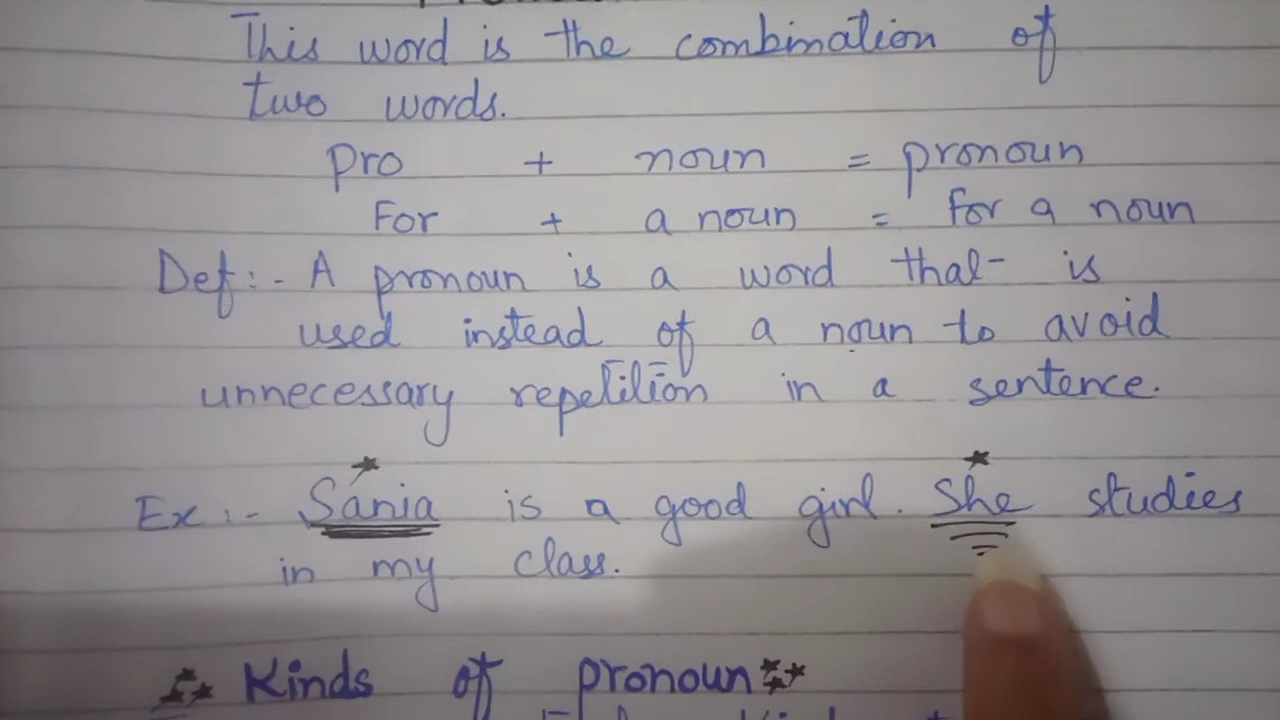 This word is the combination of
two words.
Pro + noun = pronoun
For + a noun = for a noun
Def:- A pronoun is a word that is
used instead of a noun to avoid
unnecessary repetition in a sentence.
Ex:- Sania is a good girl. She studies
in my class.
Kinds of pronoun